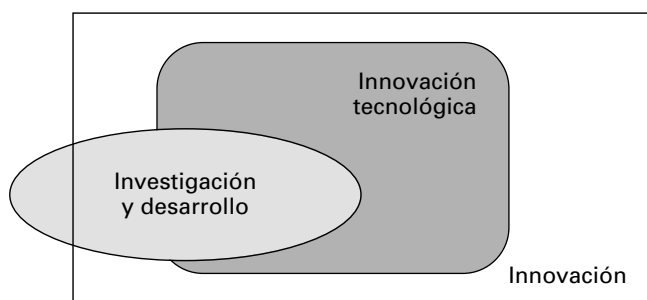 Innovación
tecnológica
Investigación
y desarrollo
Innovación